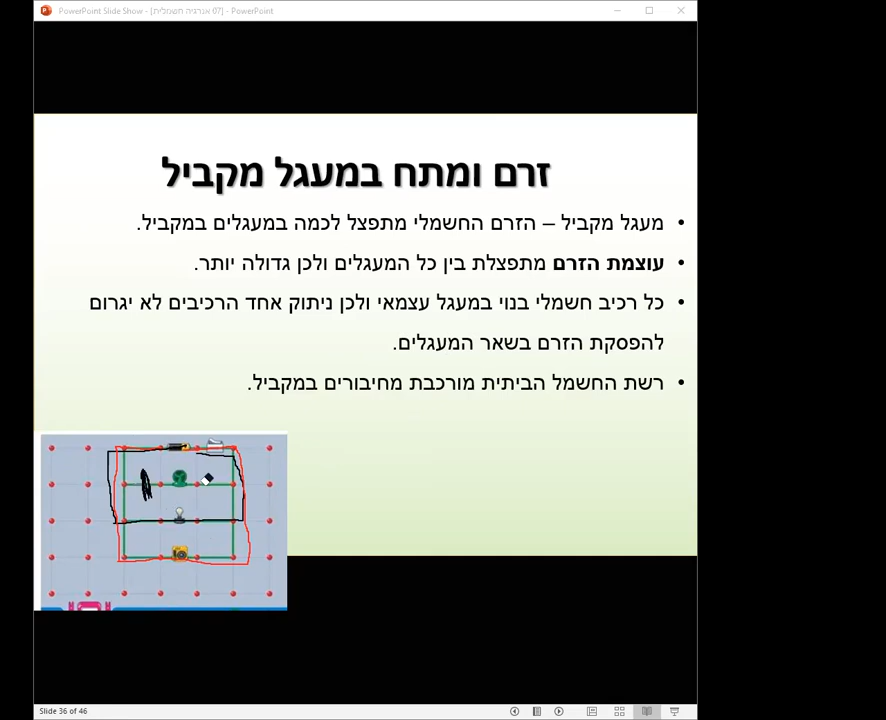 PowerPoint Slide Show - [07 אנרגיה חשמלית] - PowerPoint
זרם ומתח במעגל מקביל
• מעגל מקביל – הזרם החשמלי מתפצל לכמה במעגלים במקביל.
• עוצמת הזרם מתפצלת בין כל המעגלים ולכן גדולה יותר.
• כל רכיב חשמלי בנוי במעגל עצמאי ולכן ניתוק אחד הרכיבים לא יגרום
להפסקת הזרם בשאר המעגלים.
• רשת החשמל הביתית מורכבת מחיבורים במקביל.
Slide 36 of 46